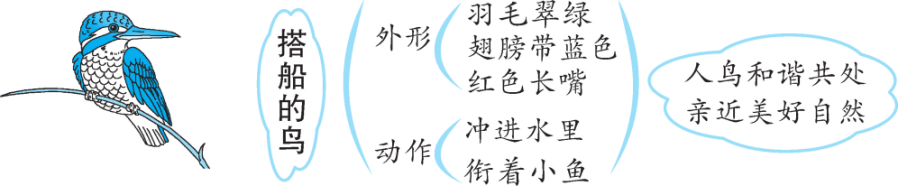 搭船的鸟
外形
羽毛翠绿
翅膀带蓝色
红色长嘴
动作
冲进水里
衔着小鱼
人鸟和谐共处
亲近美好自然